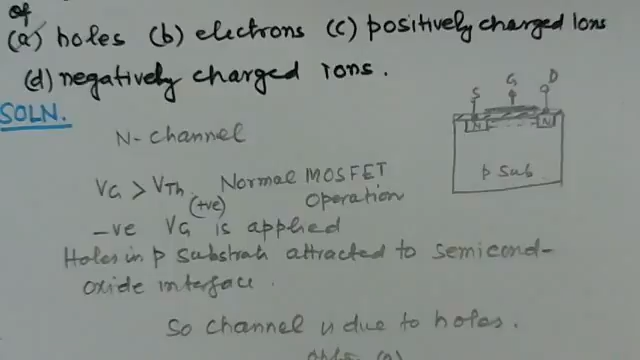 of
(a) holes (b) electrons (c) positively charged Ions
(d) negatively charged ions.
SOLN.
N-channel
VG > VTh. Normal MOSFET
(+ve) Operation
-ve VG is applied
Holes in p substrate attracted to semicond-
oxide interface.
So channel is due to holes.
S G D
N N
p sub